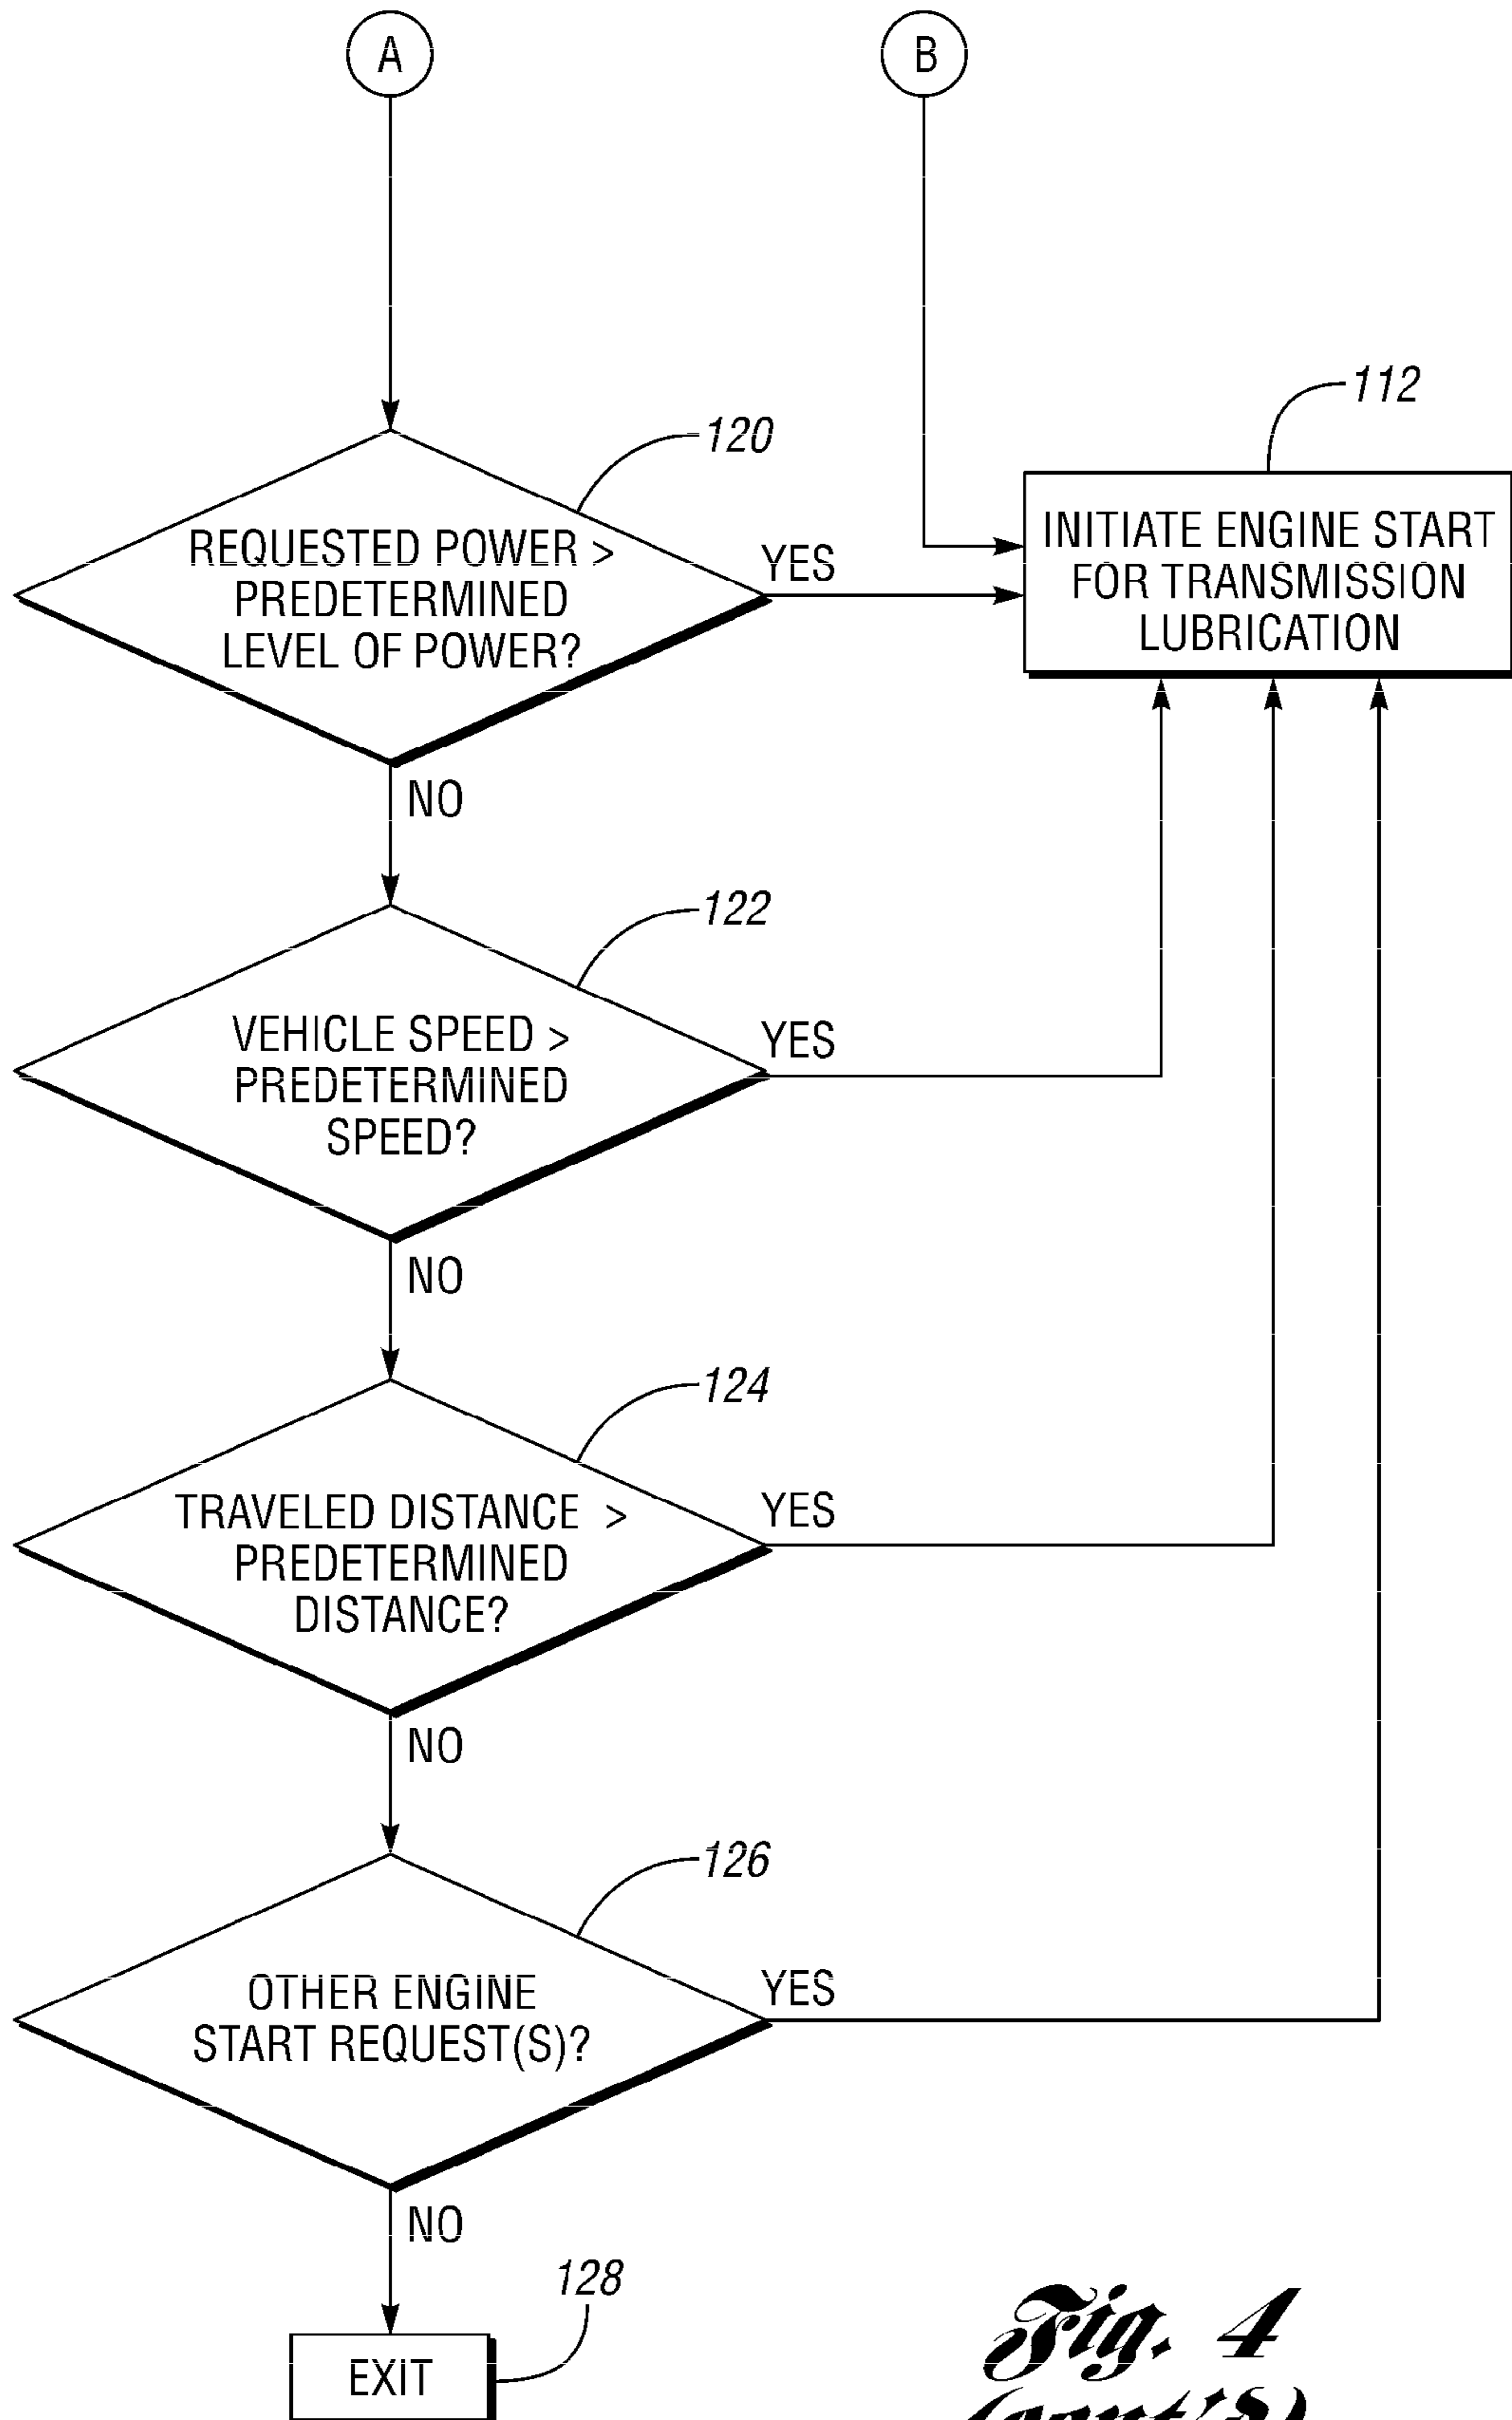 A
B
112
120
REQUESTED POWER >
PREDETERMINED
LEVEL OF POWER?
YES
INITIATE ENGINE START
FOR TRANSMISSION
LUBRICATION
NO
122
VEHICLE SPEED >
PREDETERMINED
SPEED?
YES
NO
124
TRAVELED DISTANCE >
PREDETERMINED
DISTANCE?
YES
NO
126
OTHER ENGINE
START REQUEST(S)?
YES
NO
128
EXIT
Fig. 4
(cont'd)